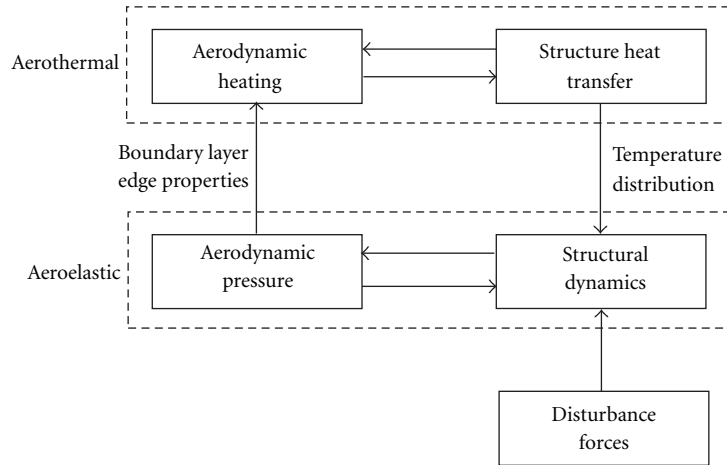 Aerothermal
Aerodynamic
heating
Structure heat
transfer
Boundary layer
edge properties
Temperature
distribution
Aeroelastic
Aerodynamic
pressure
Structural
dynamics
Disturbance
forces